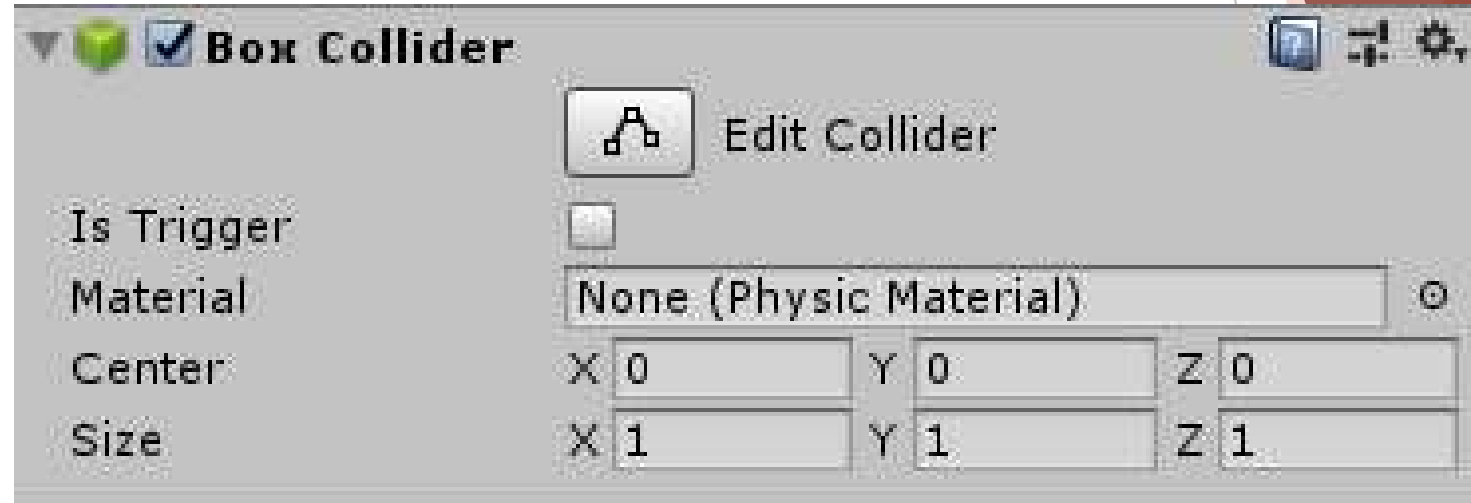 Box Collider
Edit Collider
Is Trigger
Material None (Physic Material)
Center X 0 Y 0 Z 0
Size X 1 Y 1 Z 1